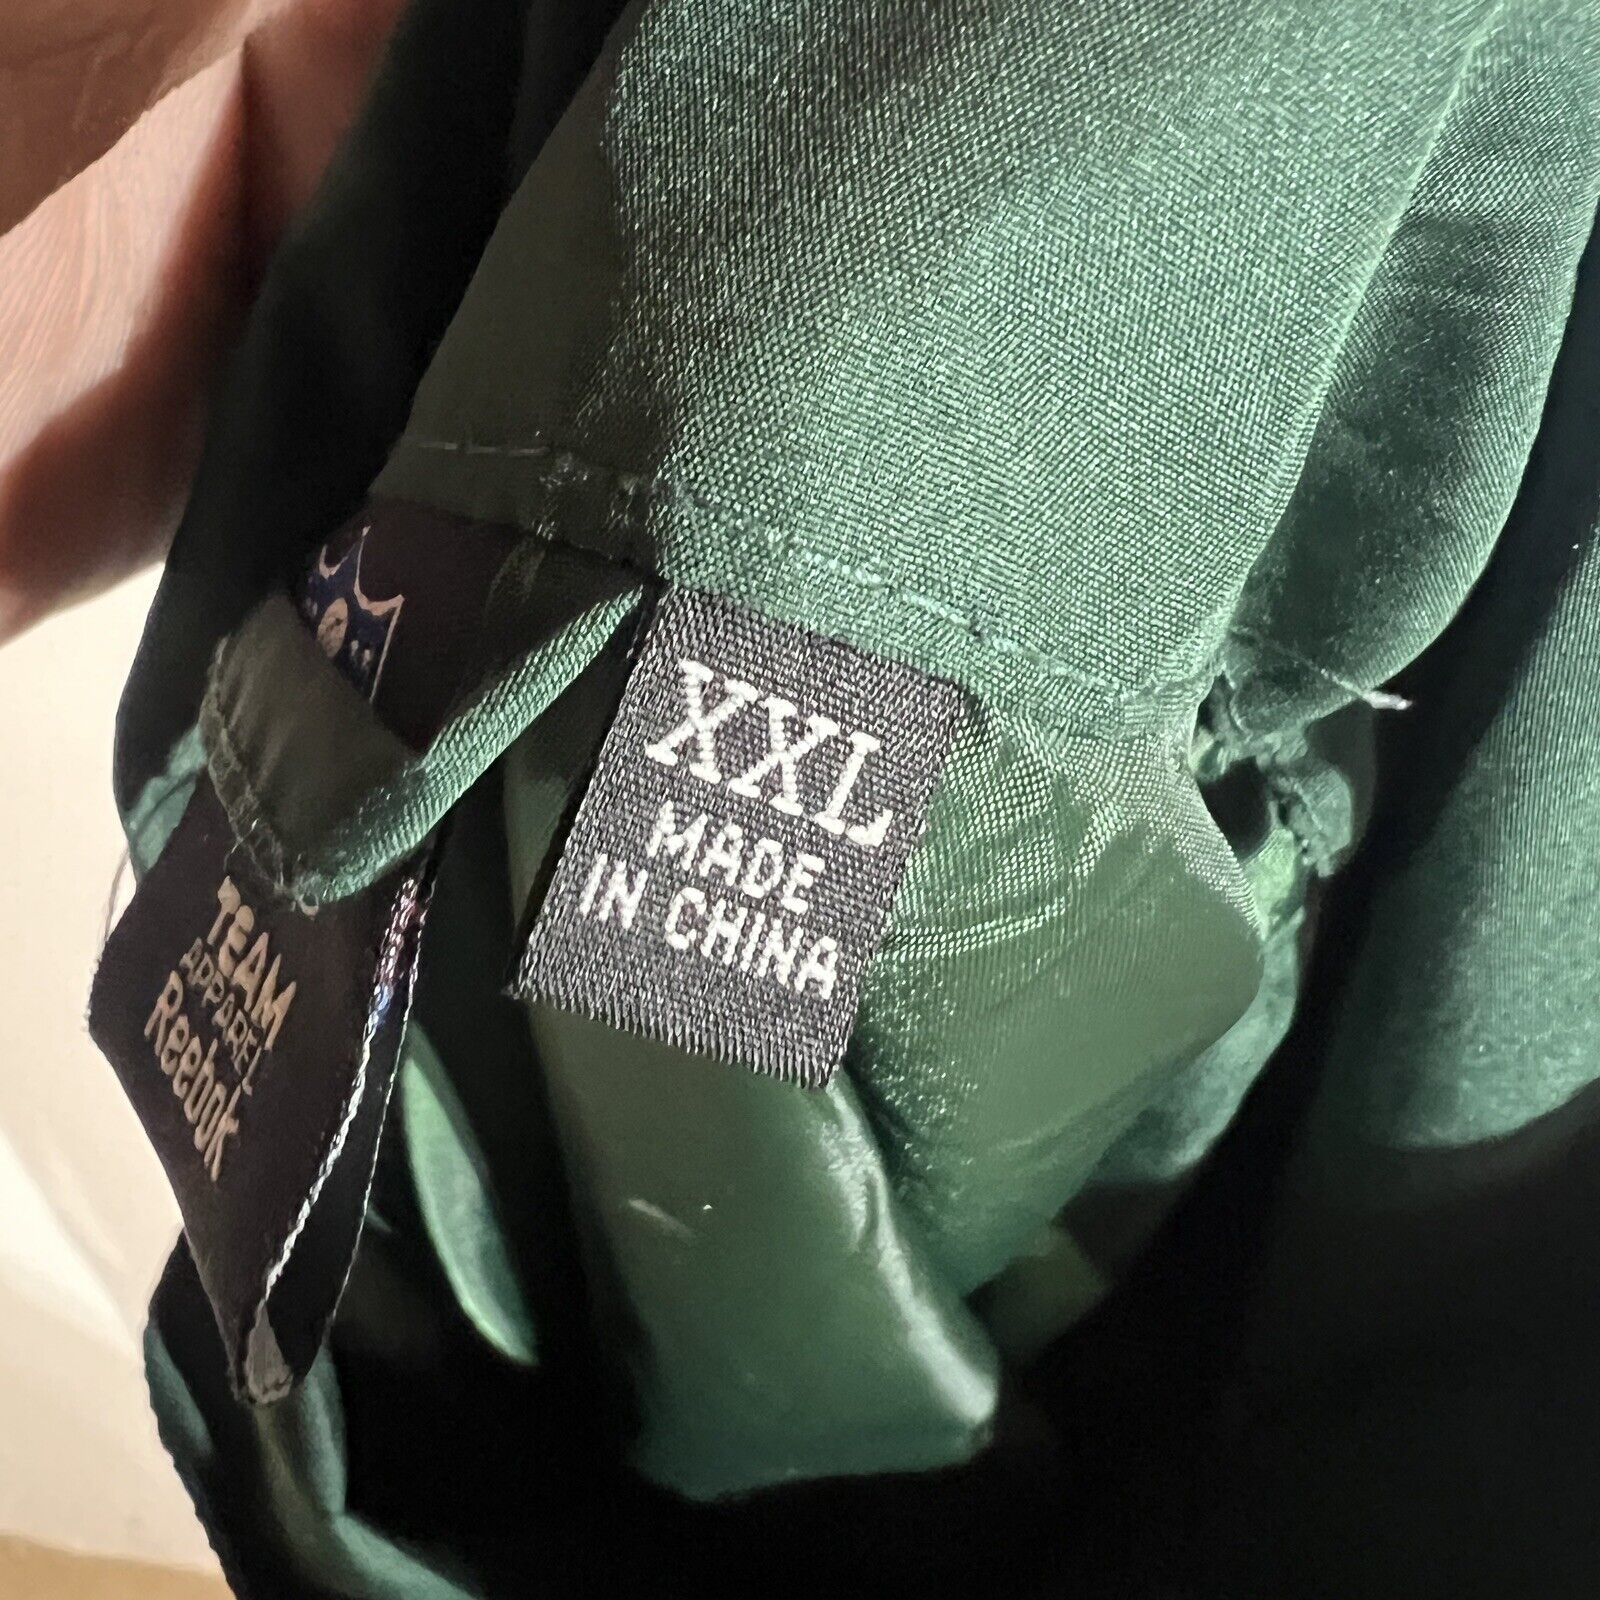 XXL
MADE
IN CHINA
TEAM
APPAREL
Reebok